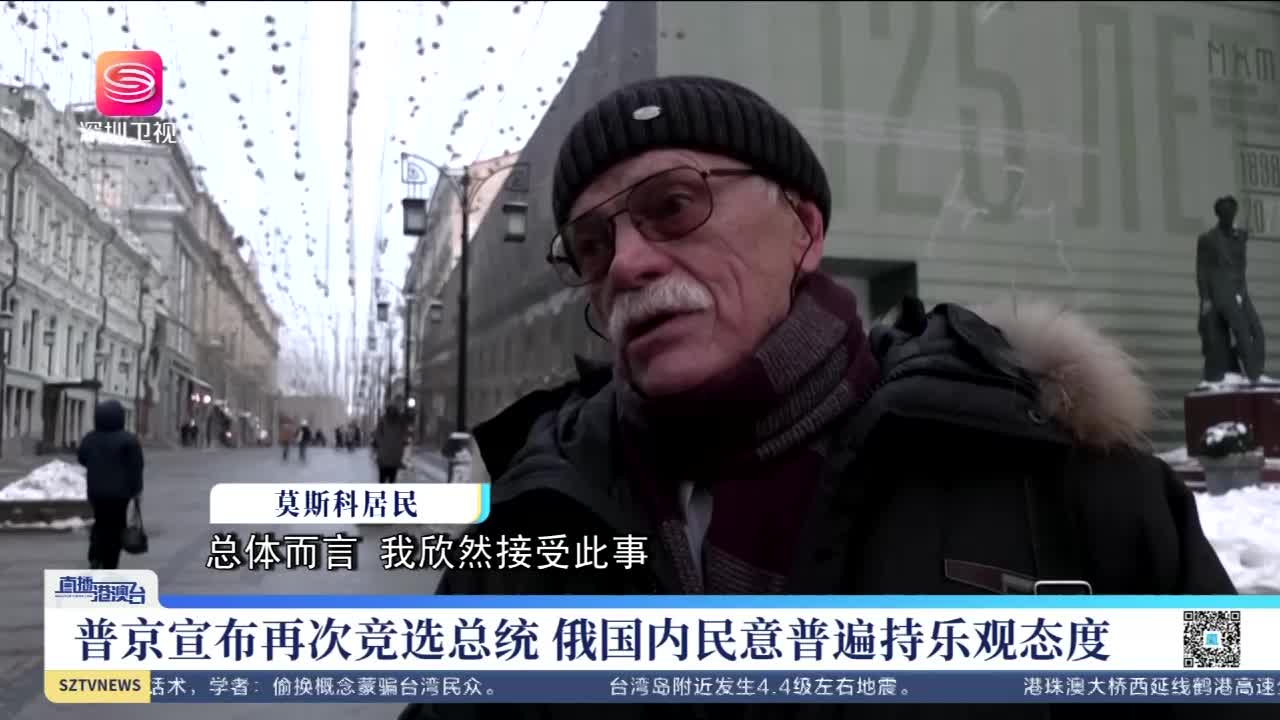 深圳卫视
125 ЛЕТ
МХТ
1898
莫斯科居民
总体而言 我欣然接受此事
直播港澳台
普京宣布再次竞选总统 俄国内民意普遍持乐观态度
SZTVNEWS
话术，学者：偷换概念蒙骗台湾民众。 台湾岛附近发生4.4级左右地震。 港珠澳大桥西延线鹤港高速